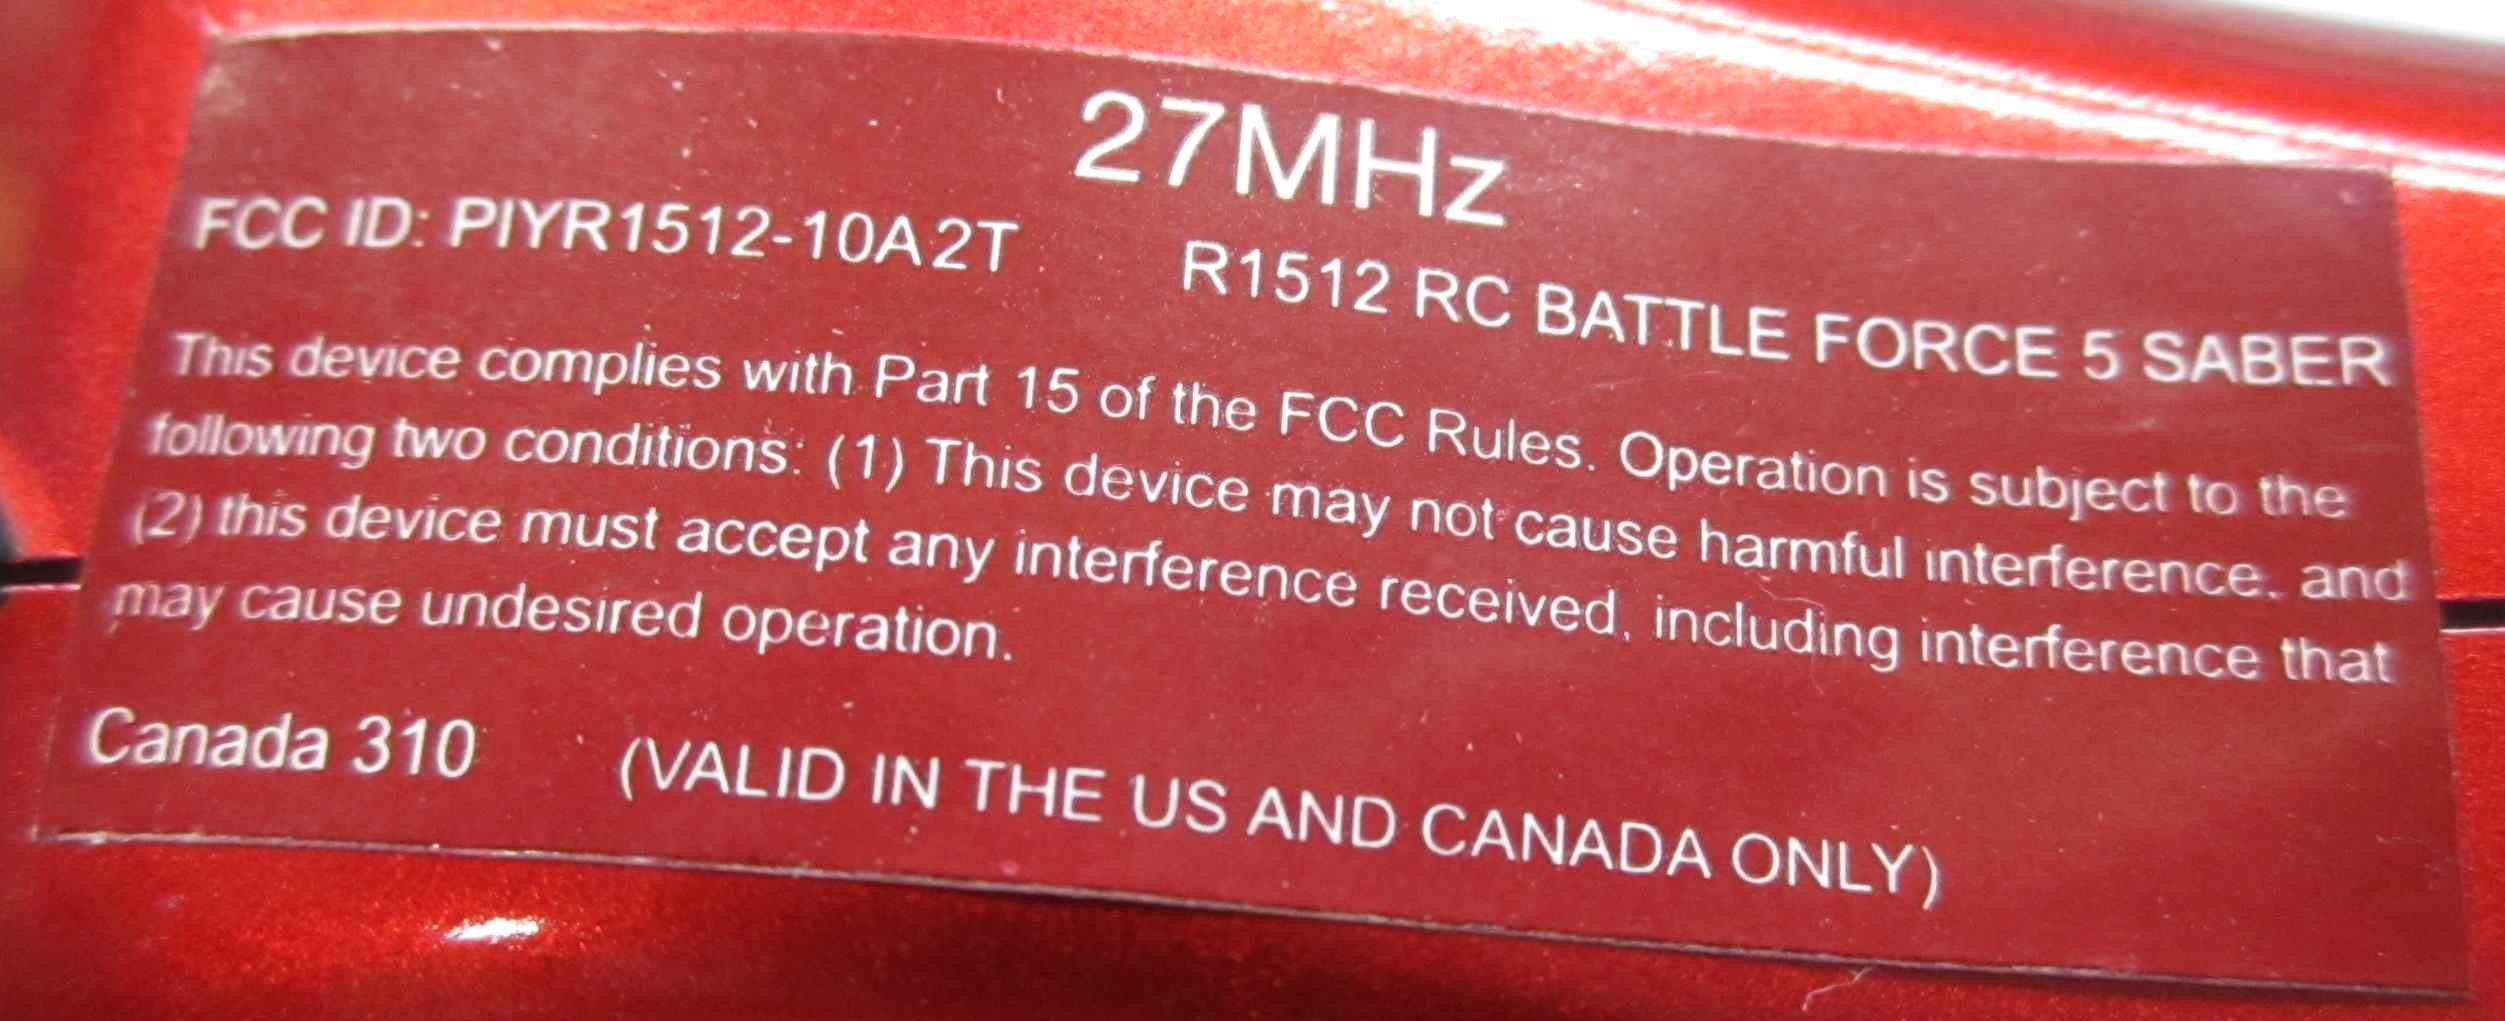 27MHz
FCC ID: PIYR1512-10A2T R1512 RC BATTLE FORCE 5 SABER
This device complies with Part 15 of the FCC Rules. Operation is subject to the
following two conditions: (1) This device may not cause harmful interference, and
(2) this device must accept any interference received, including interference that
may cause undesired operation.
Canada 310 (VALID IN THE US AND CANADA ONLY)